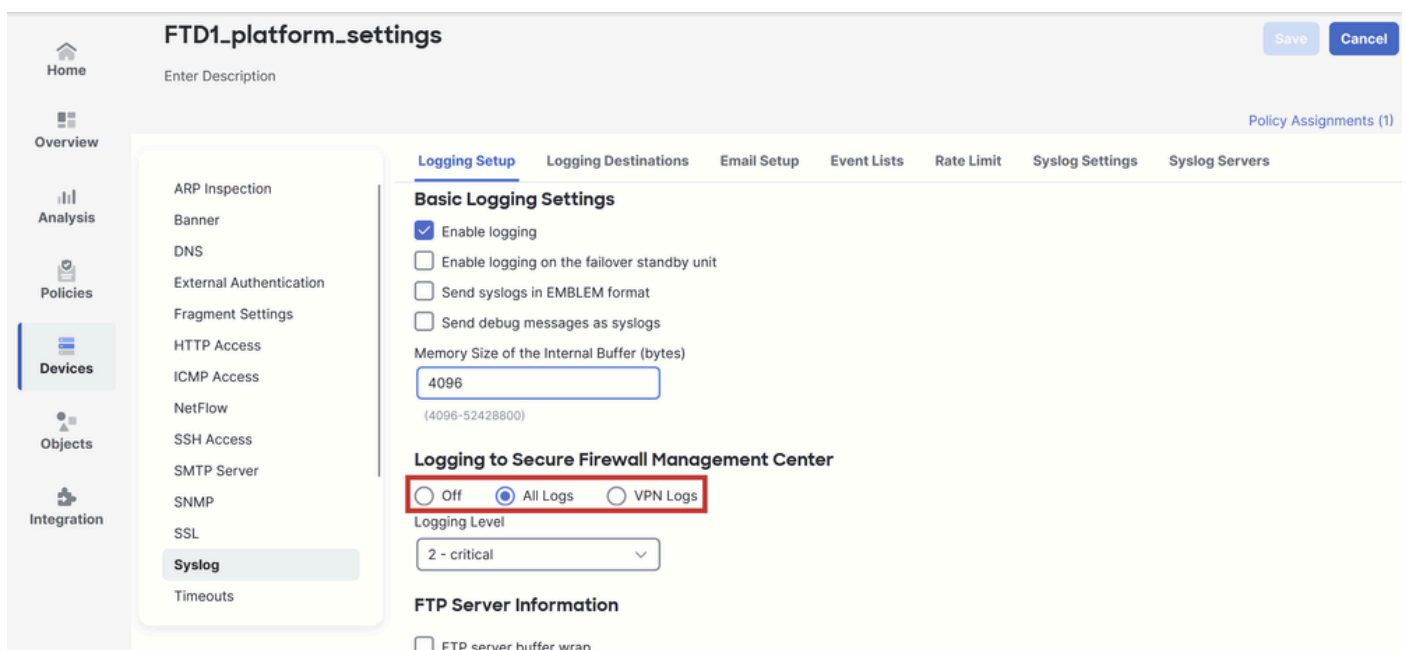 FTD1_platform_settings
Save
Cancel
Enter Description
Policy Assignments (1)
Home
Overview
Analysis
Policies
Devices
Objects
Integration
ARP Inspection
Banner
DNS
External Authentication
Fragment Settings
HTTP Access
ICMP Access
NetFlow
SSH Access
SMTP Server
SNMP
SSL
Syslog
Timeouts
Logging Setup Logging Destinations Email Setup Event Lists Rate Limit Syslog Settings Syslog Servers
Basic Logging Settings
Enable logging
Enable logging on the failover standby unit
Send syslogs in EMBLEM format
Send debug messages as syslogs
Memory Size of the Internal Buffer (bytes)
4096
(4096-52428800)
Logging to Secure Firewall Management Center
Off All Logs VPN Logs
Logging Level
2 - critical
FTP Server Information
FTP server buffer wrap